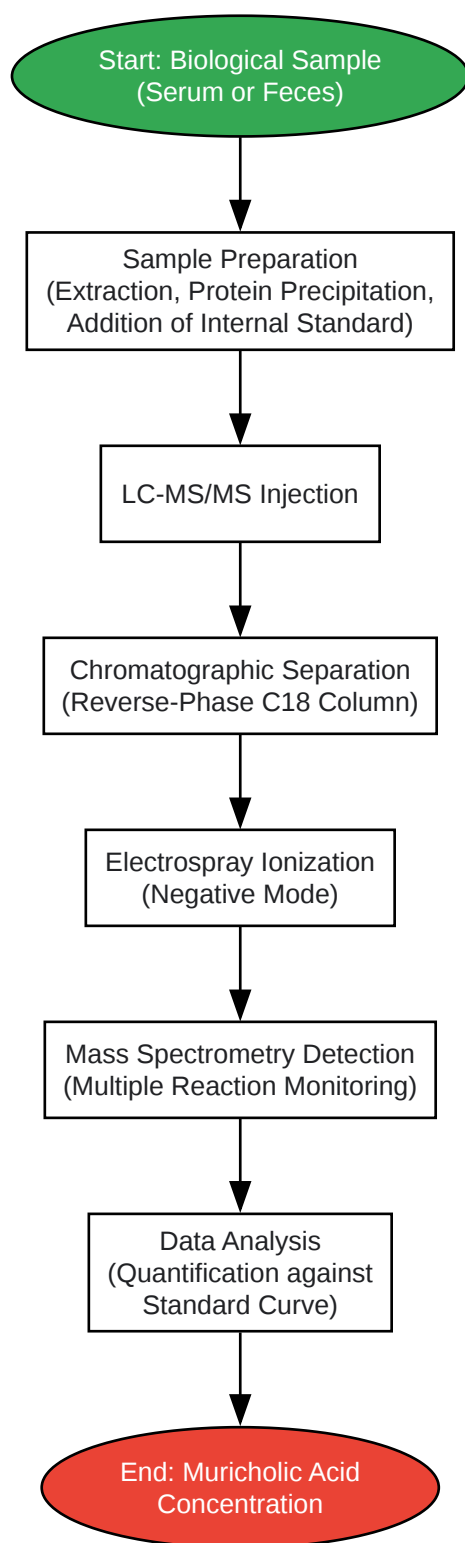 Start: Biological Sample
(Serum or Feces)
Sample Preparation
(Extraction, Protein Precipitation,
Addition of Internal Standard)
LC-MS/MS Injection
Chromatographic Separation
(Reverse-Phase C18 Column)
Electrospray Ionization
(Negative Mode)
Mass Spectrometry Detection
(Multiple Reaction Monitoring)
Data Analysis
(Quantification against
Standard Curve)
End: Muricholic Acid
Concentration